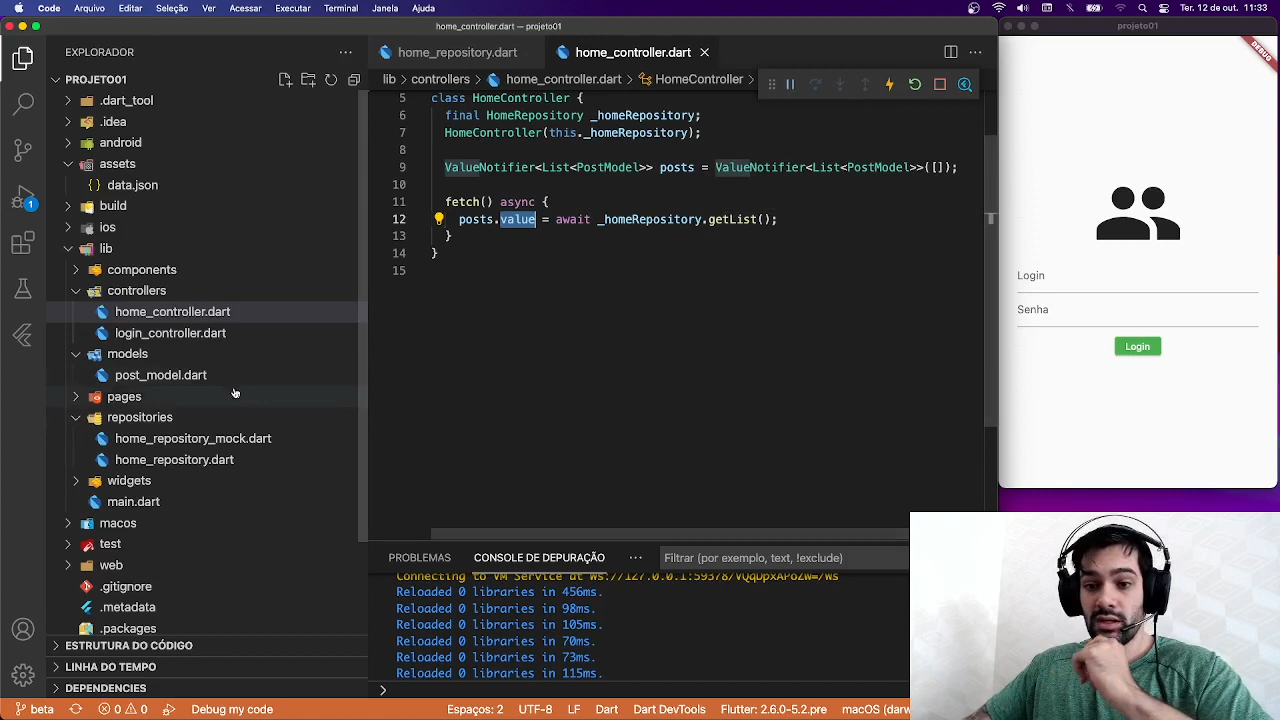 Code Arquivo Editar Seleção Ver Acessar Executar Terminal Janela Ajuda Ter. 12 de out. 11:33
home_controller.dart — projeto01
projeto01
EXPLORADOR
home_repository.dart home_controller.dart
PROJETO01
lib > controllers > home_controller.dart > HomeController >
.dart_tool
.idea
android
assets
data.json
build
ios
lib
components
controllers
home_controller.dart
login_controller.dart
models
post_model.dart
pages
repositories
home_repository_mock.dart
home_repository.dart
widgets
main.dart
macos
test
web
.gitignore
.metadata
.packages
ESTRUTURA DO CÓDIGO
LINHA DO TEMPO
DEPENDENCIES
1
5 class HomeController {
6 final HomeRepository _homeRepository;
7 HomeController(this._homeRepository);
8
9 ValueNotifier<List<PostModel>> posts = ValueNotifier<List<PostModel>>([]);
10
11 fetch() async {
12 posts.value = await _homeRepository.getList();
13 }
14 }
15
PROBLEMAS CONSOLE DE DEPURAÇÃO Filtrar (por exemplo, text, !exclude)
Reloaded 0 libraries in 456ms.
Reloaded 0 libraries in 98ms.
Reloaded 0 libraries in 105ms.
Reloaded 0 libraries in 70ms.
Reloaded 0 libraries in 73ms.
Reloaded 0 libraries in 115ms.
DEBUG
Login
Senha
Login
beta 0 0 Debug my code Espaços: 2 UTF-8 LF Dart Dart DevTools Flutter: 2.6.0-5.2.pre macOS (darw